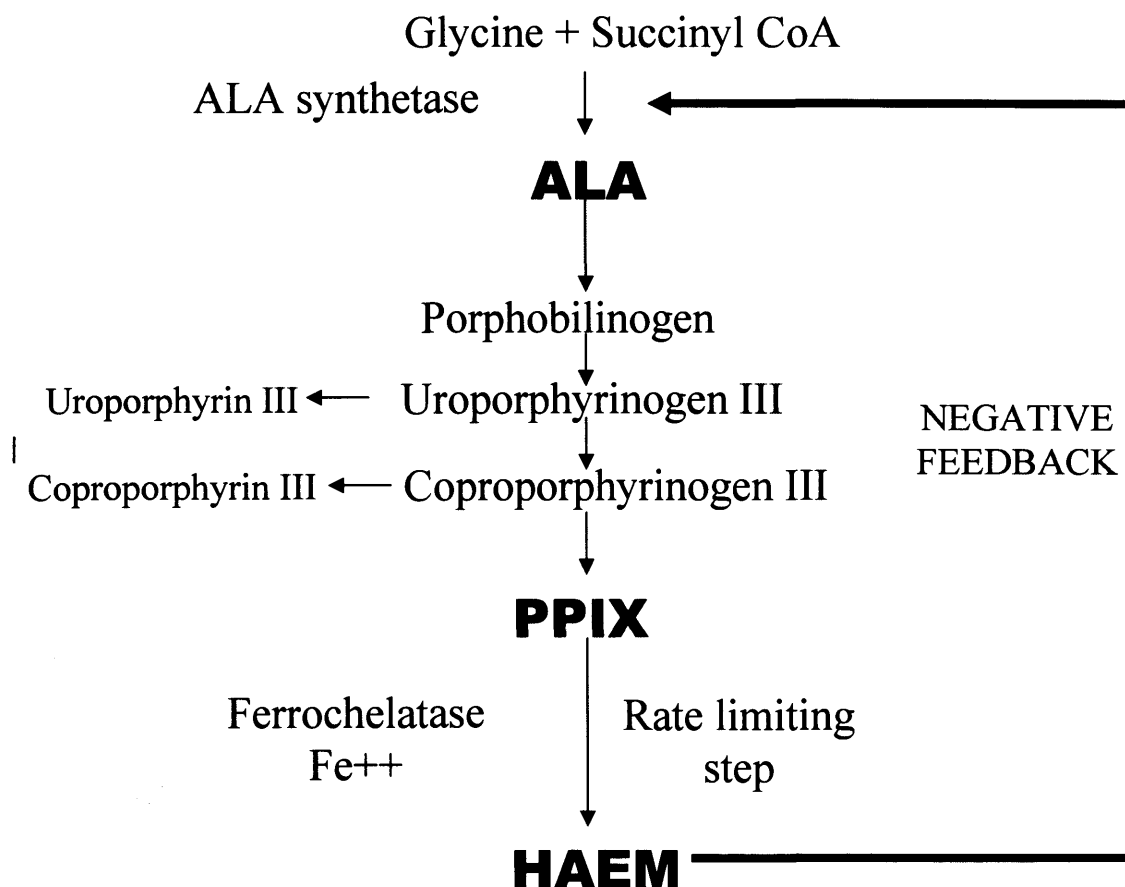 Glycine + Succinyl CoA
ALA synthetase
ALA
Porphobilinogen
Uroporphyrin III
Uroporphyrinogen III
NEGATIVE
FEEDBACK
Coproporphyrin III
Coproporphyrinogen III
PPIX
Ferrochelatase
Fe++
Rate limiting
step
HAEM